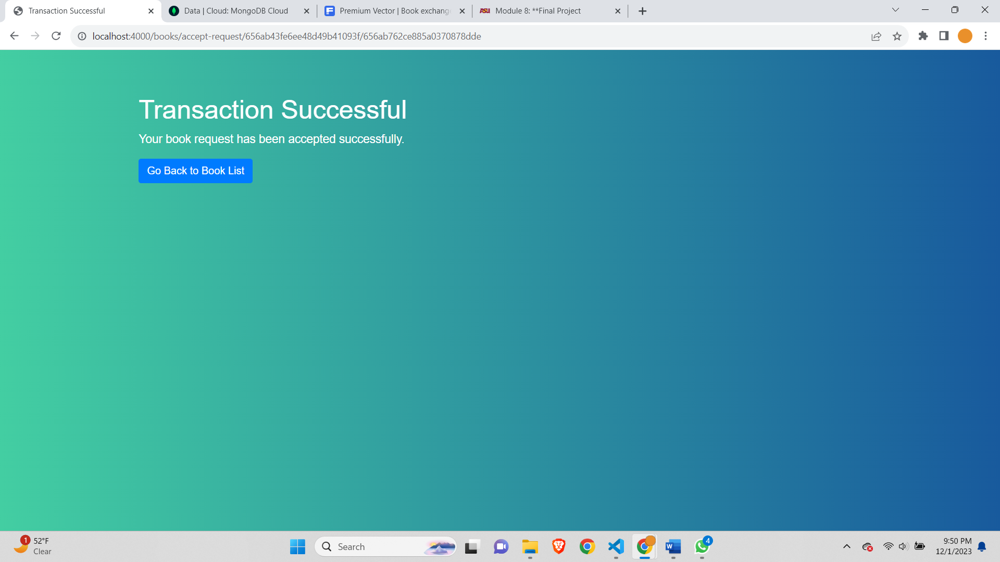 Transaction Successful
Data | Cloud: MongoDB Cloud
Premium Vector | Book exchang
ASU
Module 8: **Final Project
localhost:4000/books/accept-request/656ab43fe6ee48d49b41093f/656ab762ce885a0370878dde
Transaction Successful
Your book request has been accepted successfully.
Go Back to Book List
1
52°F
Clear
Search
W
4
9:50 PM
12/1/2023